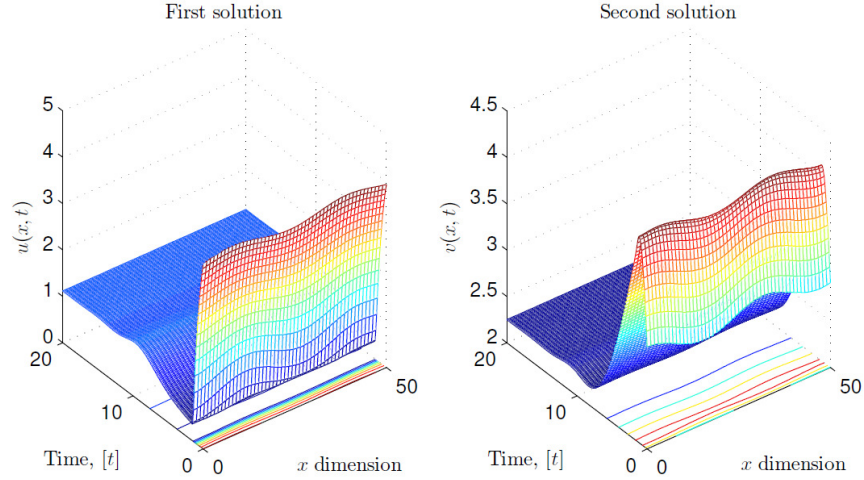 First solution
5
4
3
2
1
0
u(x, t)
20
10
0
Time, [t]
0
50
x dimension
Second solution
4.5
4
3.5
3
2.5
2
v(x, t)
20
10
0
Time, [t]
0
50
x dimension